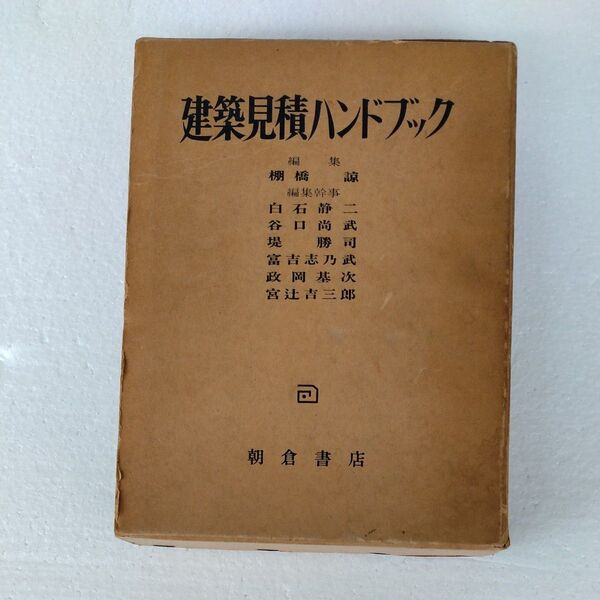 建築見積ハンドブック
編集
棚橋諒
編集幹事
白石静二
谷口尚武
堤勝司
富吉志乃武
政岡基次
宮辻吉三郎
朝倉書店